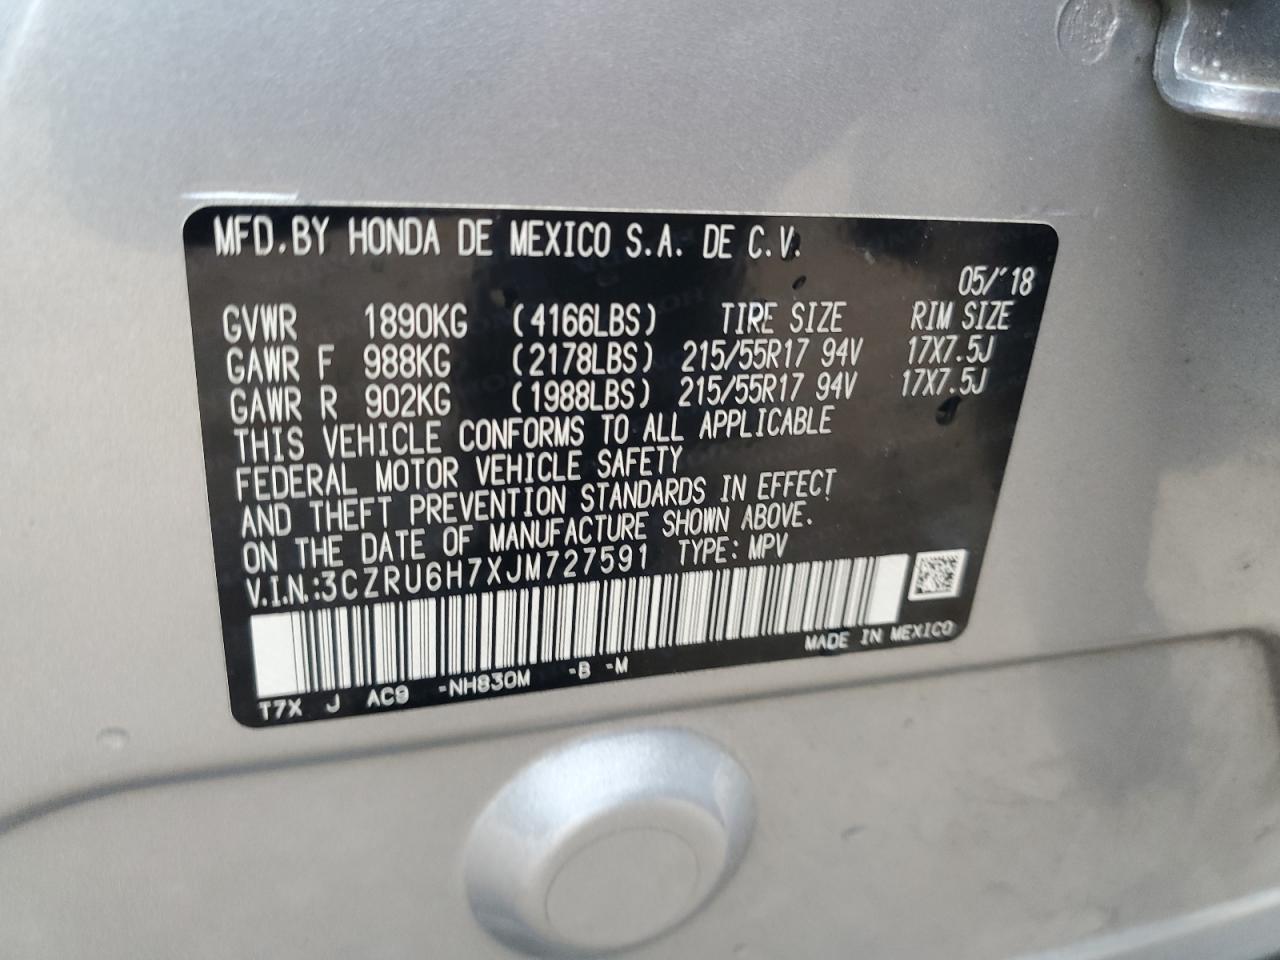 MFD. BY HONDA DE MEXICO S.A. DE C.V.
05/'18
GVWR 1890KG (4166LBS) TIRE SIZE RIM SIZE
GAWR F 988KG (2178LBS) 215/55R17 94V 17X7.5J
GAWR R 902KG (1988LBS) 215/55R17 94V 17X7.5J
THIS VEHICLE CONFORMS TO ALL APPLICABLE
FEDERAL MOTOR VEHICLE SAFETY
AND THEFT PREVENTION STANDARDS IN EFFECT
ON THE DATE OF MANUFACTURE SHOWN ABOVE.
V.I.N.:3CZRU6H7XJM727591 TYPE: MPV
MADE IN MEXICO
T7X J AC9 -NH830M -B -M